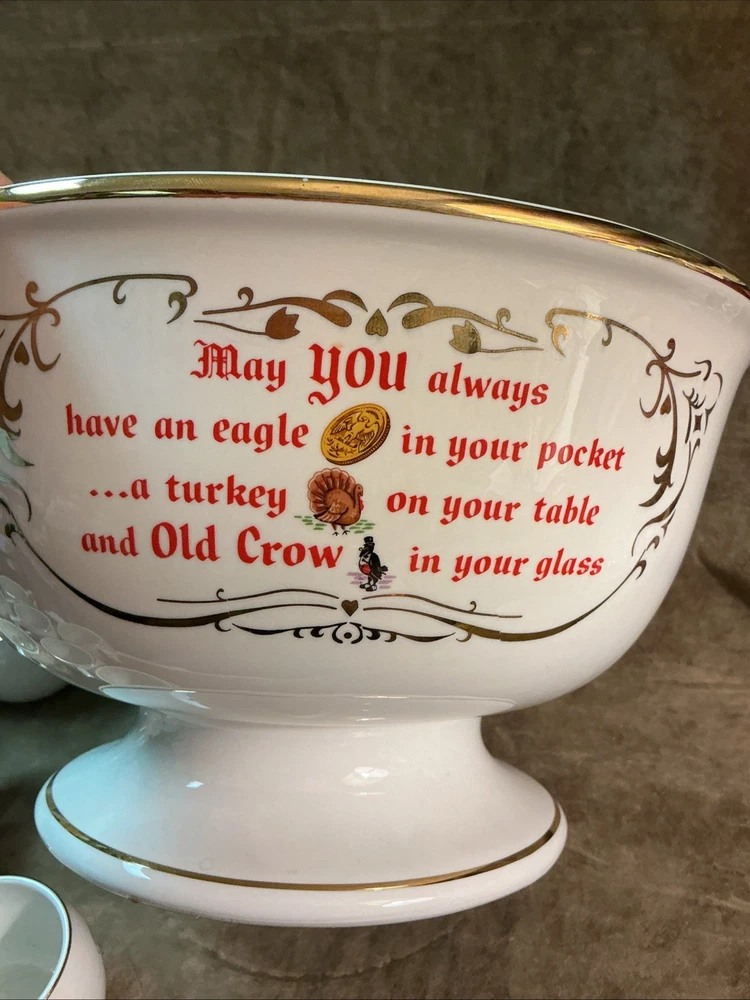 May YOU always
have an eagle in your pocket
...a turkey on your table
and Old Crow in your glass